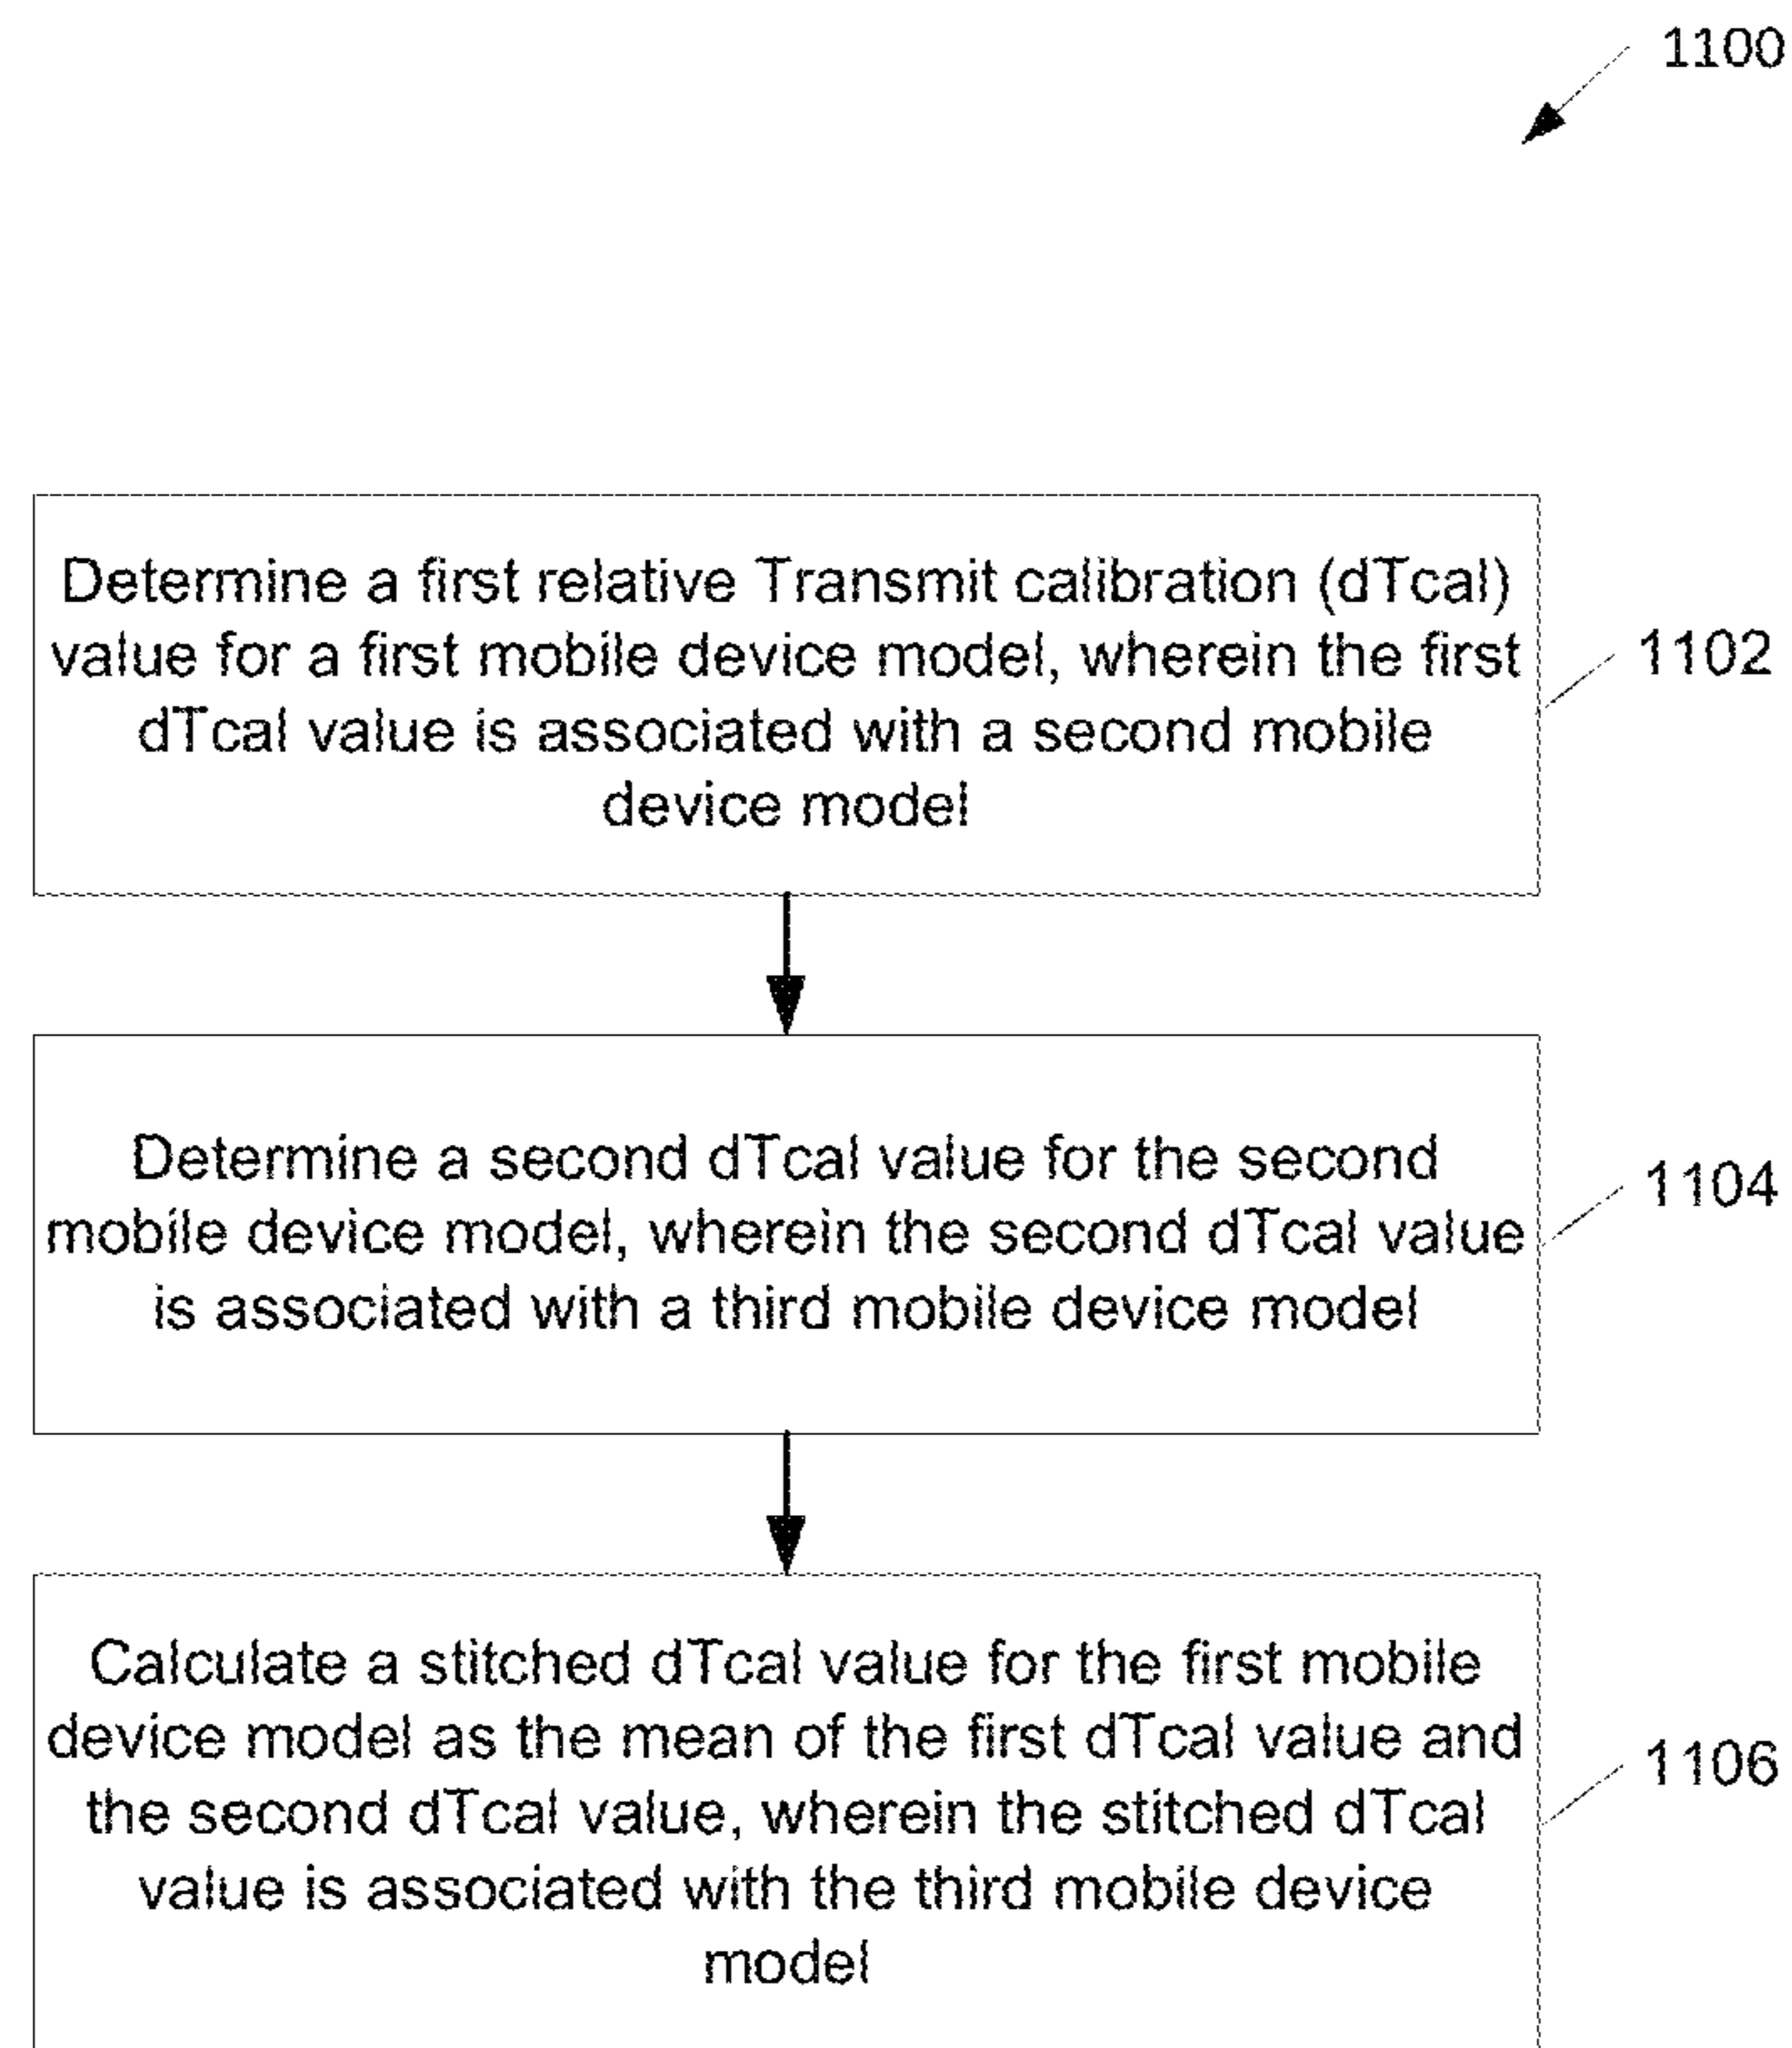 1100
Determine a first relative Transmit calibration (dTcal)
value for a first mobile device model, wherein the first
dTcal value is associated with a second mobile
device model
1102
Determine a second dTcal value for the second
mobile device model, wherein the second dTcal value
is associated with a third mobile device model
1104
Calculate a stitched dTcal value for the first mobile
device model as the mean of the first dTcal value and
the second dTcal value, wherein the stitched dTcal
value is associated with the third mobile device
model
1106